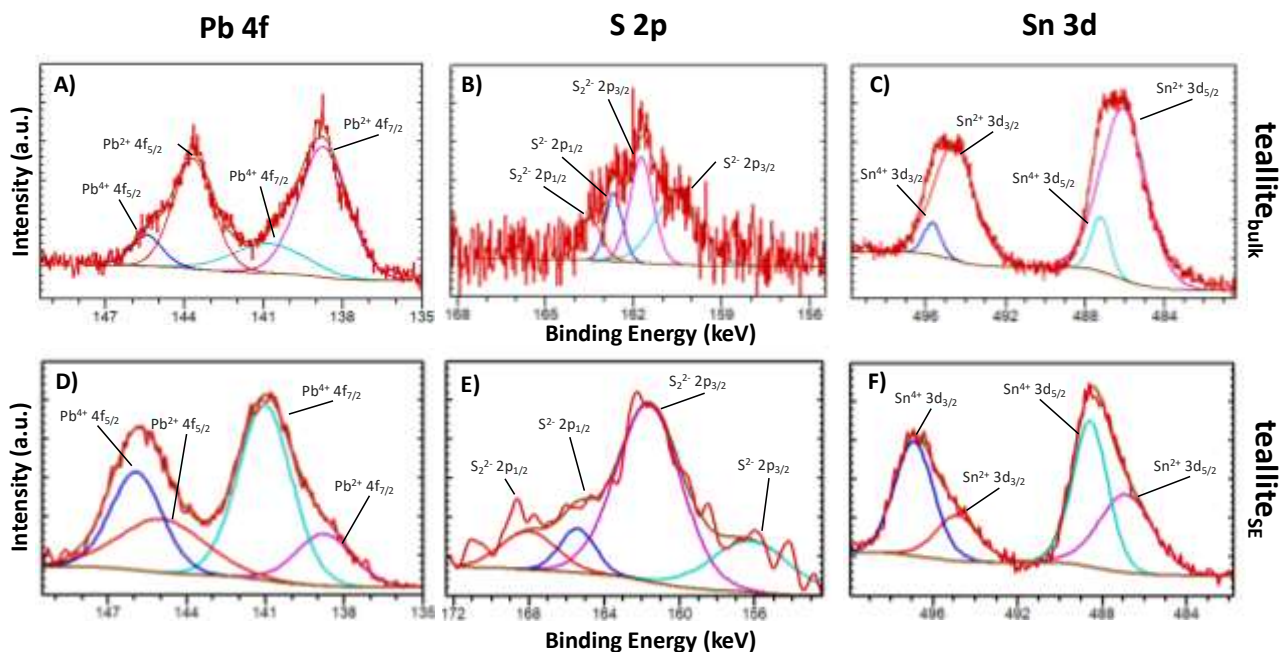 Pb 4f
S 2p
Sn 3d
A)
Pb²⁺ 4f₇/₂
Pb²⁺ 4f₅/₂
Pb⁴⁺ 4f₇/₂
Pb⁴⁺ 4f₅/₂
147
144
141
138
135
Intensity (a.u.)
B)
S₂²⁻ 2p₃/₂
S²⁻ 2p₁/₂
S²⁻ 2p₃/₂
S₂²⁻ 2p₁/₂
168
165
162
159
156
Binding Energy (keV)
C)
Sn²⁺ 3d₅/₂
Sn²⁺ 3d₃/₂
Sn⁴⁺ 3d₃/₂
Sn⁴⁺ 3d₅/₂
496
492
488
484
teallite_bulk
D)
Pb⁴⁺ 4f₇/₂
Pb⁴⁺ 4f₅/₂
Pb²⁺ 4f₅/₂
Pb²⁺ 4f₇/₂
147
144
141
138
135
Intensity (a.u.)
E)
S₂²⁻ 2p₃/₂
S²⁻ 2p₁/₂
S₂²⁻ 2p₁/₂
S²⁻ 2p₃/₂
172
168
164
160
156
Binding Energy (keV)
F)
Sn⁴⁺ 3d₃/₂
Sn⁴⁺ 3d₅/₂
Sn²⁺ 3d₃/₂
Sn²⁺ 3d₅/₂
496
492
488
484
teallite_SE